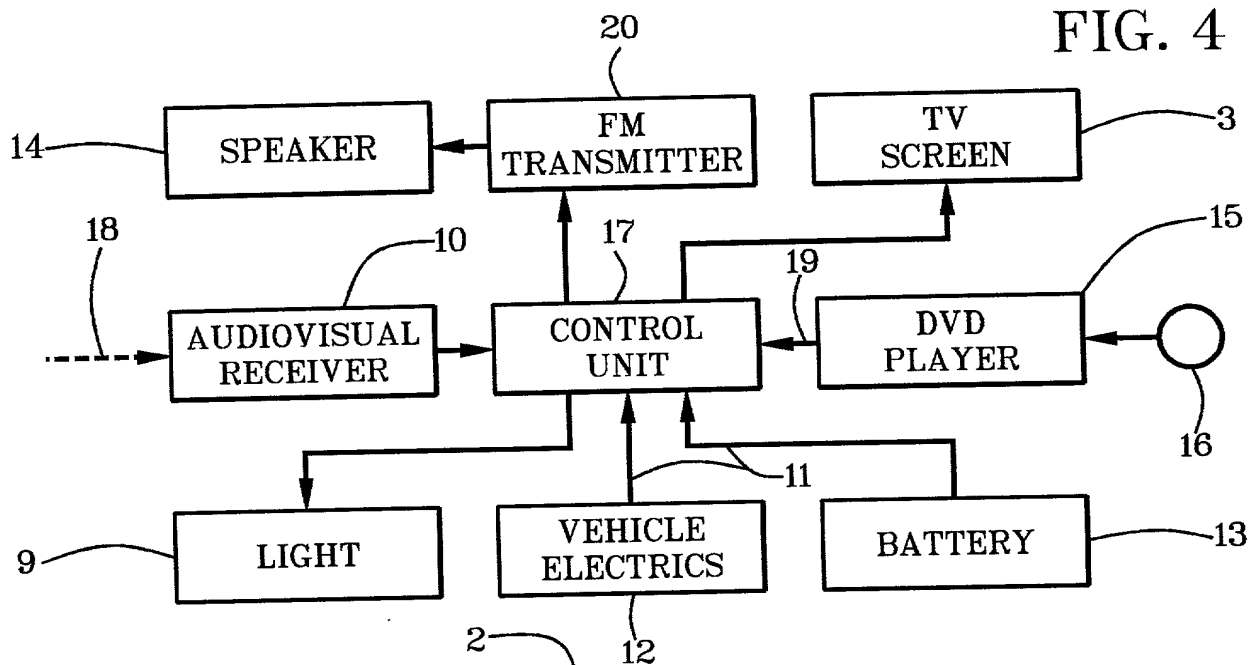 FIG. 4
20
14
SPEAKER
FM
TRANSMITTER
TV
SCREEN
3
18
10
17
19
15
AUDIOVISUAL
RECEIVER
CONTROL
UNIT
DVD
PLAYER
16
11
9
LIGHT
VEHICLE
ELECTRICS
BATTERY
13
2
12